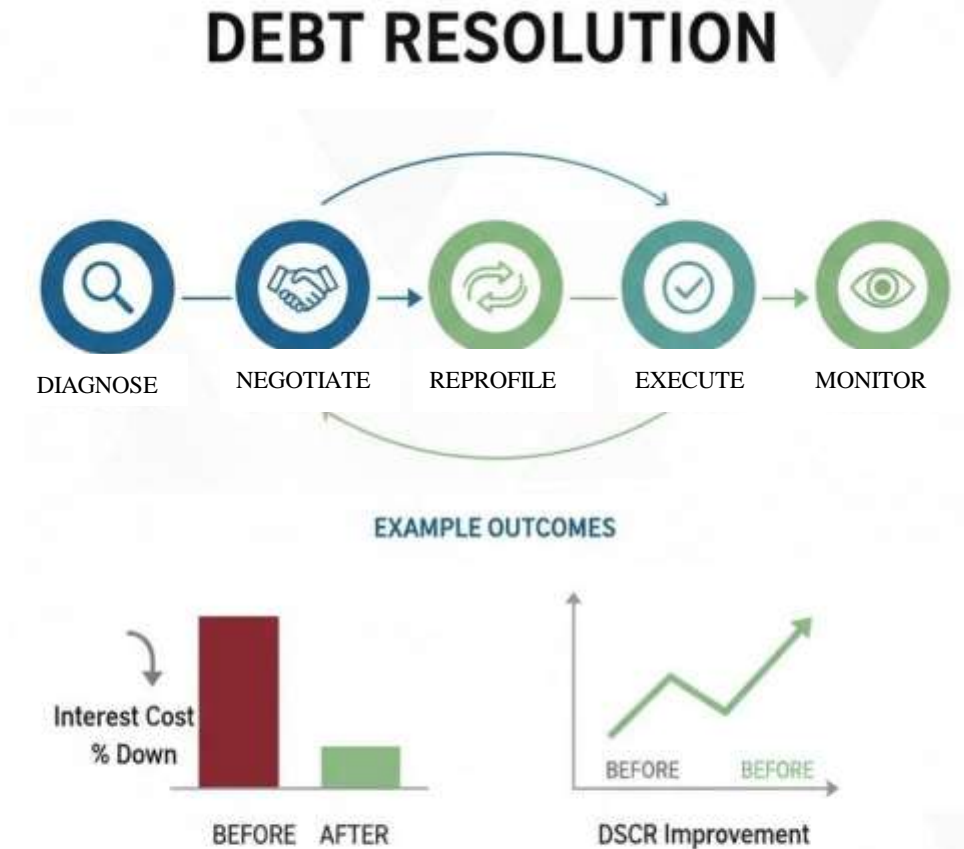 DEBT RESOLUTION
DIAGNOSE
NEGOTIATE
REPROFILE
EXECUTE
MONITOR
EXAMPLE OUTCOMES
Interest Cost
% Down
BEFORE AFTER
BEFORE BEFORE
DSCR Improvement